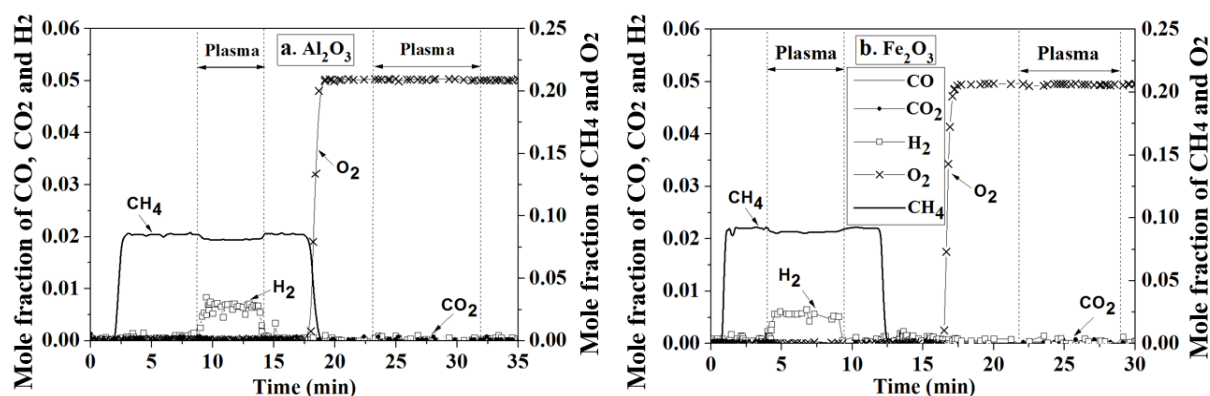 Mole fraction of CO, CO2 and H2
0.06
0.05
0.04
0.03
0.02
0.01
0.00
Plasma
a. Al2O3
Plasma
CH4
O2
H2
CO2
0.25
0.20
0.15
0.10
0.05
0.00
Mole fraction of CH4 and O2
0 5 10 15 20 25 30 35
Time (min)
Mole fraction of CO, CO2 and H2
0.06
0.05
0.04
0.03
0.02
0.01
0.00
Plasma
b. Fe2O3
Plasma
CO
CO2
H2
O2
CH4
CH4
O2
H2
CO2
0.25
0.20
0.15
0.10
0.05
0.00
Mole fraction of CH4 and O2
0 5 10 15 20 25 30
Time (min)